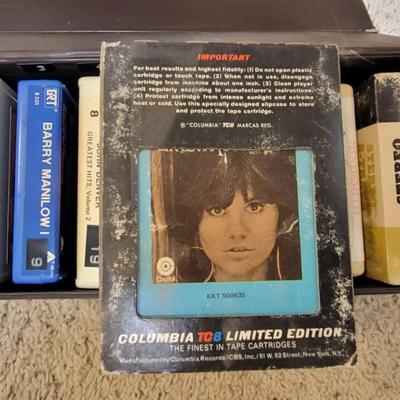 IMPORTANT
For best results and highest fidelity: (1) Do not open plastic
cartridge or touch tape. (2) When not in use, disengage
cartridge from machine about one inch. (3) Clean player
unit regularly according to manufacturer's instructions.
(4) Protect cartridge from intense sunlight and extreme
heat or cold. Use this specially designed slipcase to store
and protect the tape cartridge.
® "COLUMBIA" TC8 MARCAS REG.
8XT 500635
COLUMBIA TC8 LIMITED EDITION
THE FINEST IN TAPE CARTRIDGES
Manufactured by Columbia Records/CBS, Inc./51 W. 52 Street, New York, N.Y.
GRT
BARRY MANILOW I
8
JOHN DENVER
GREATEST HITS, Volume 2